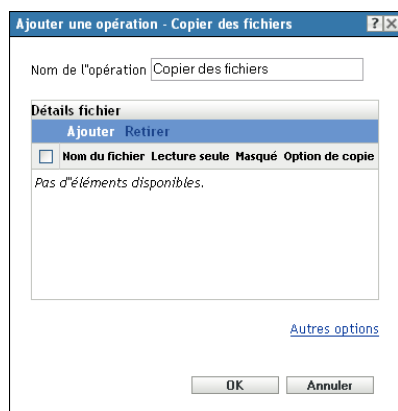 Ajouter une opération - Copier des fichiers ? X
Nom de l"opération Copier des fichiers
Détails fichier
Ajouter Retirer
Nom du fichier Lecture seule Masqué Option de copie
Pas d"éléments disponibles.
Autres options
OK Annuler